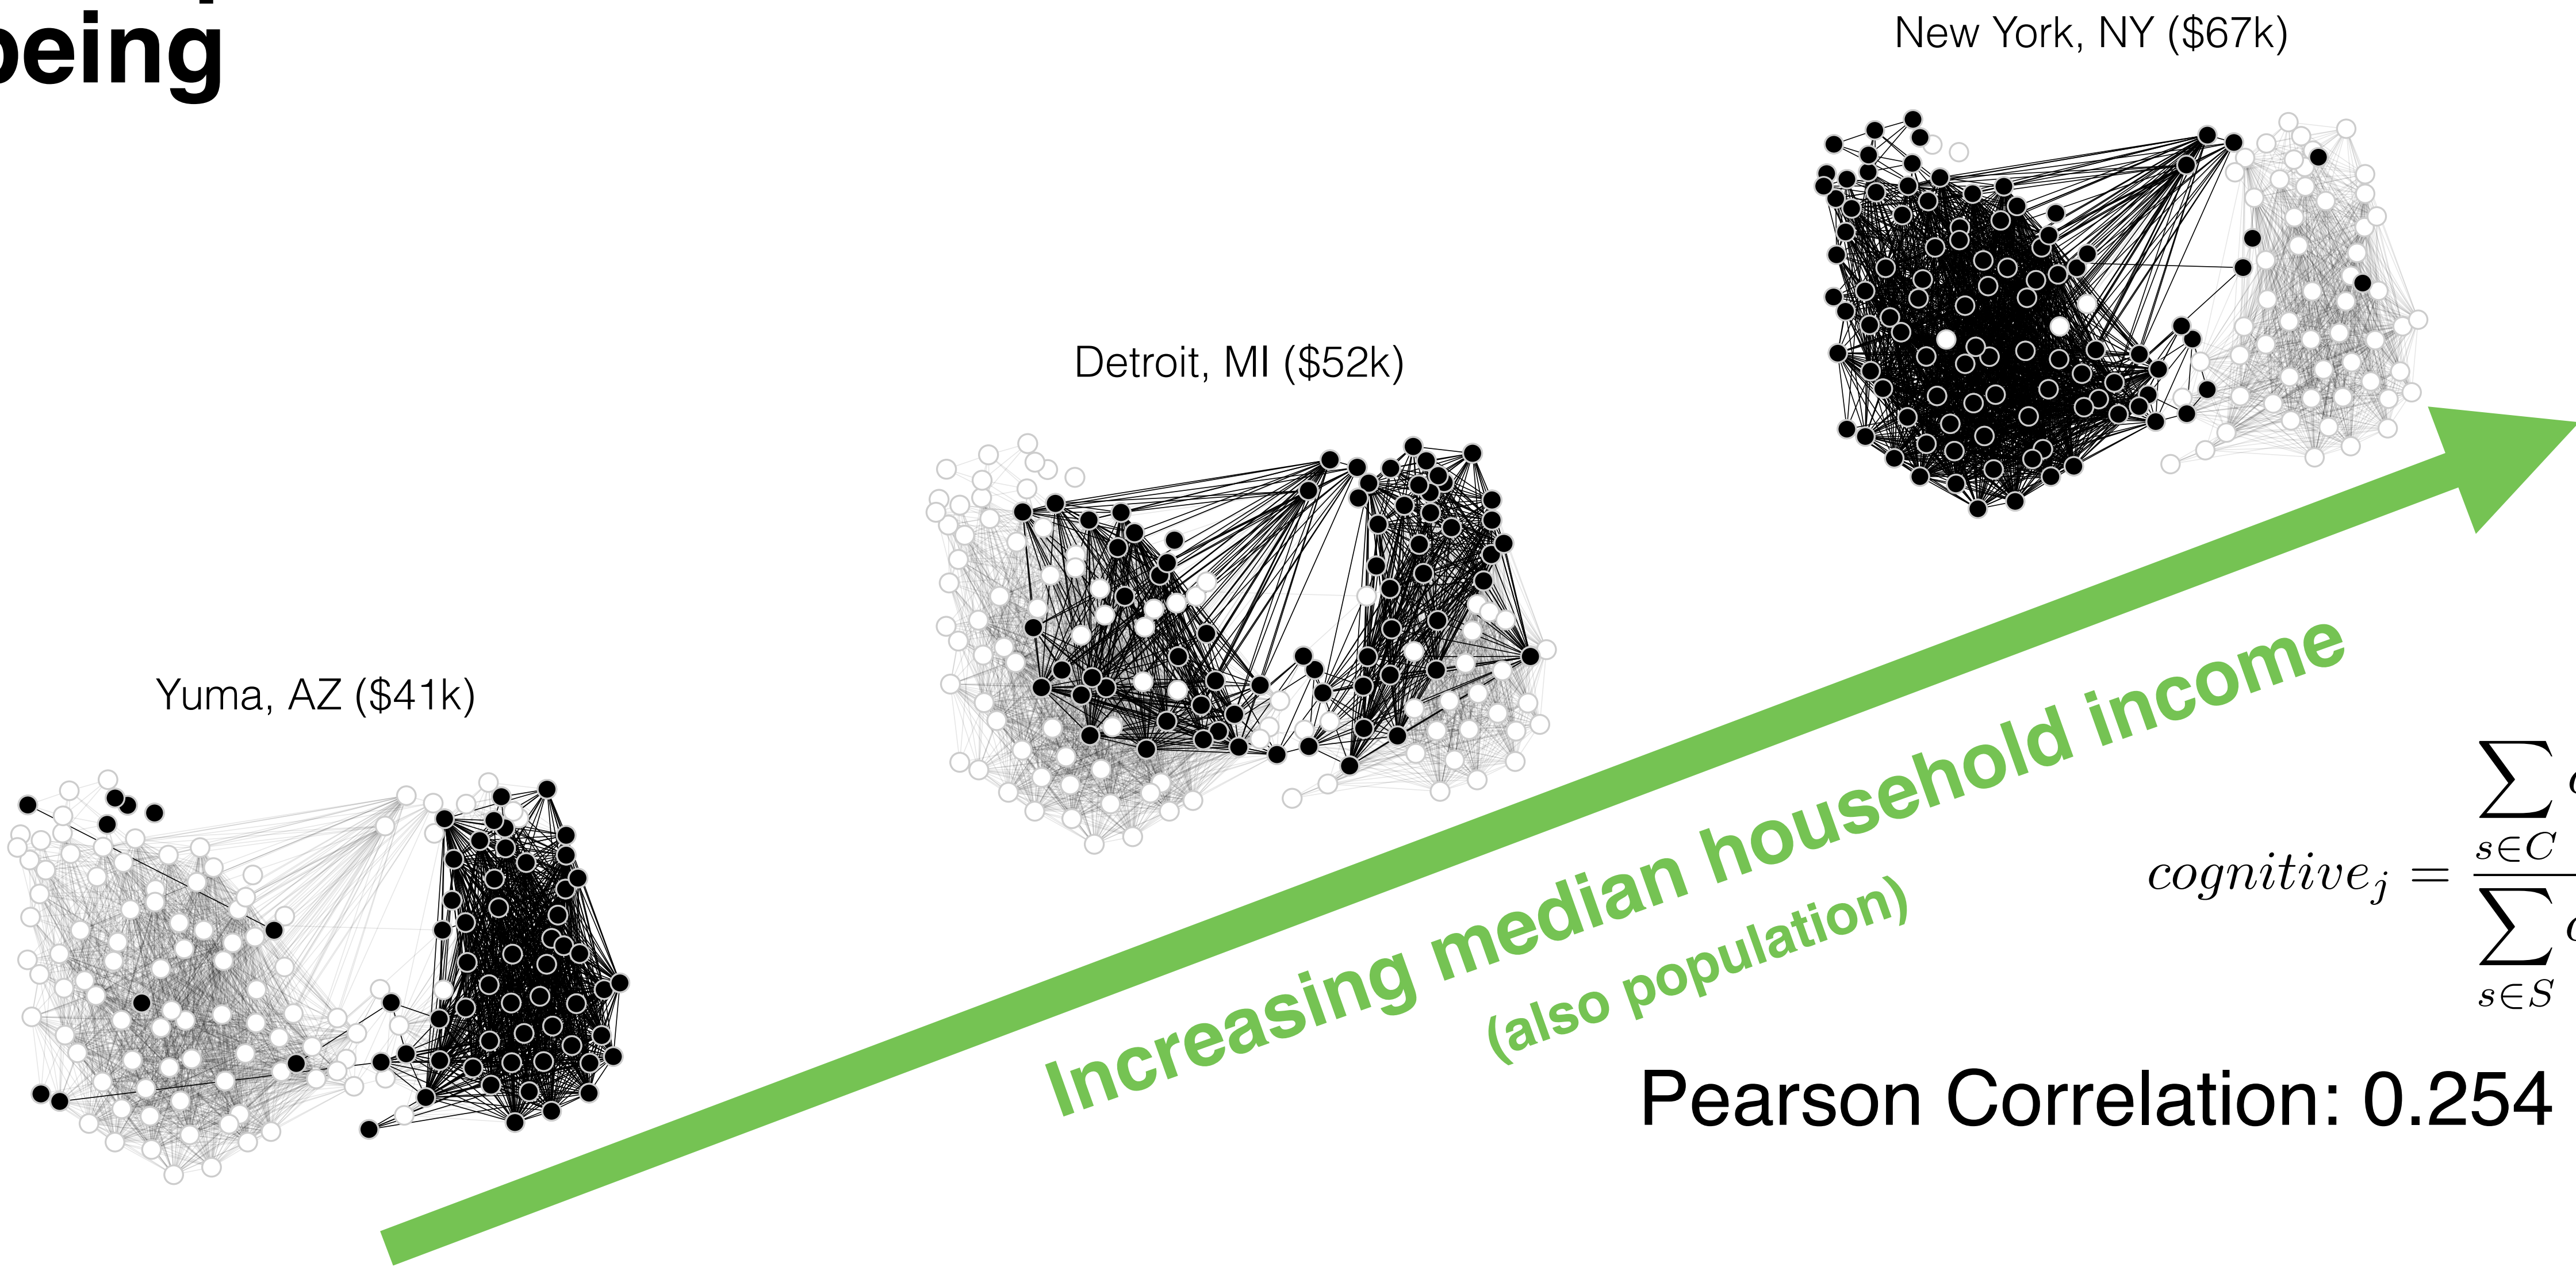 being
New York, NY ($67k)
Detroit, MI ($52k)
Yuma, AZ ($41k)
Increasing median household income
(also population)
cognitive_j =
∑
s∈C
∑
s∈S
Pearson Correlation: 0.254